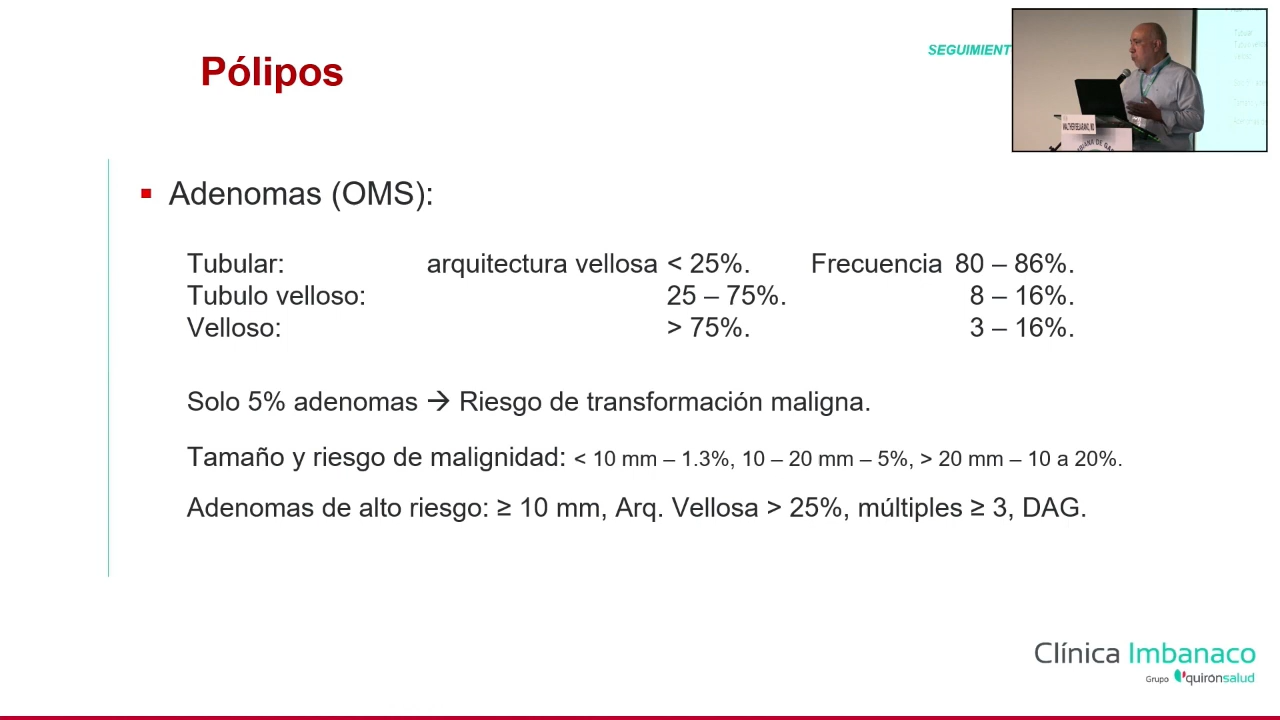 Pólipos
SEGUIMIENT
WALTHER BEJARANO, MD
Adenomas (OMS):
Tubular: arquitectura vellosa < 25%. Frecuencia 80 – 86%.
Tubulo velloso: 25 – 75%. 8 – 16%.
Velloso: > 75%. 3 – 16%.
Solo 5% adenomas → Riesgo de transformación maligna.
Tamaño y riesgo de malignidad: < 10 mm – 1.3%, 10 – 20 mm – 5%, > 20 mm – 10 a 20%.
Adenomas de alto riesgo: ≥ 10 mm, Arq. Vellosa > 25%, múltiples ≥ 3, DAG.
Clínica Imbanaco
Grupo quirónsalud